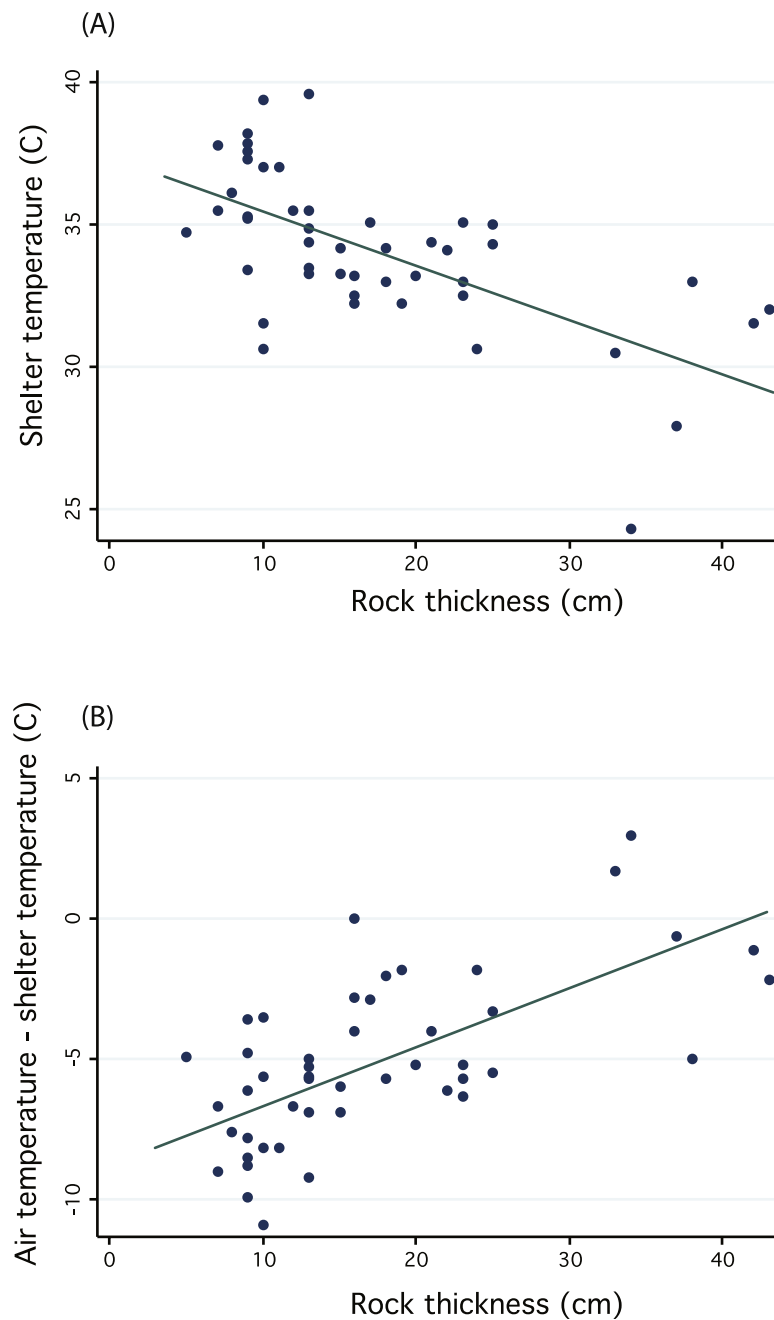 (A)
Shelter temperature (C)
40
35
30
25
0 10 20 30 40
Rock thickness (cm)
(B)
Air temperature - shelter temperature (C)
5
0
-5
-10
0 10 20 30 40
Rock thickness (cm)